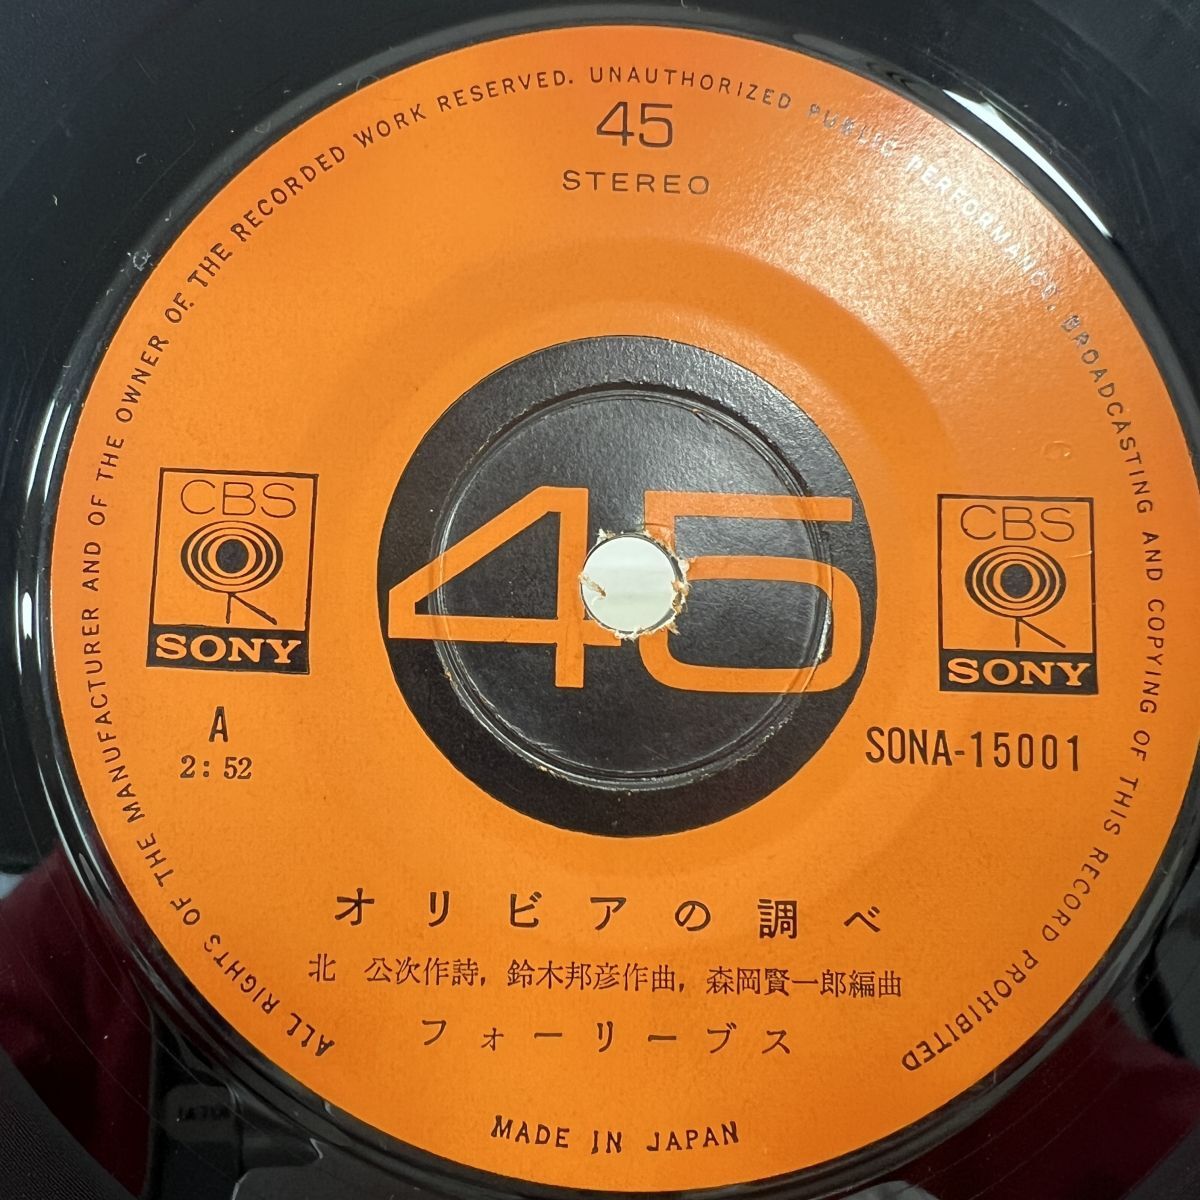 ALL RIGHTS OF THE MANUFACTURER AND OF THE OWNER OF THE RECORDED WORK RESERVED. UNAUTHORIZED PUBLIC PERFORMANCE, BROADCASTING AND COPYING OF THIS RECORD PROHIBITED
45
STEREO
45
CBS
SONY
CBS
SONY
A
2:52
SONA-15001
オリビアの調べ
北 公次作詩, 鈴木邦彦作曲, 森岡賢一郎編曲
フォーリーブス
MADE IN JAPAN